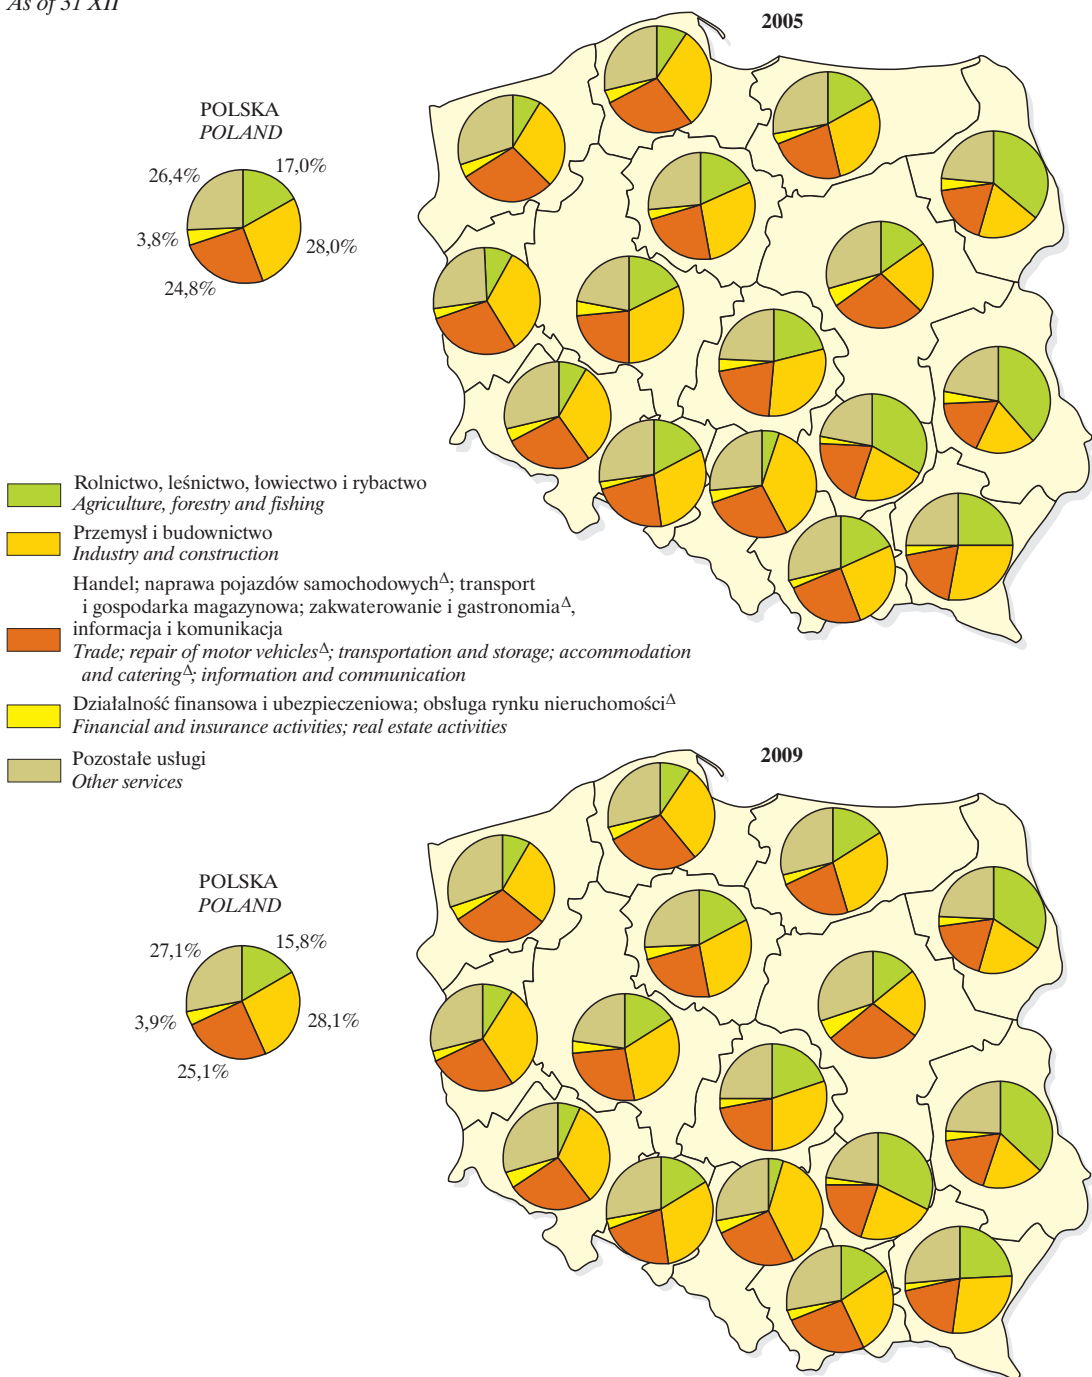 As of 31 XII
2005
POLSKA
POLAND
26,4%
17,0%
3,8%
28,0%
24,8%
Rolnictwo, leśnictwo, łowiectwo i rybactwo
Agriculture, forestry and fishing
Przemysł i budownictwo
Industry and construction
Handel; naprawa pojazdów samochodowych^Δ; transport
i gospodarka magazynowa; zakwaterowanie i gastronomia^Δ,
informacja i komunikacja
Trade; repair of motor vehicles^Δ; transportation and storage; accommodation
and catering^Δ; information and communication
Działalność finansowa i ubezpieczeniowa; obsługa rynku nieruchomości^Δ
Financial and insurance activities; real estate activities
Pozostałe usługi
Other services
2009
POLSKA
POLAND
27,1%
15,8%
3,9%
28,1%
25,1%